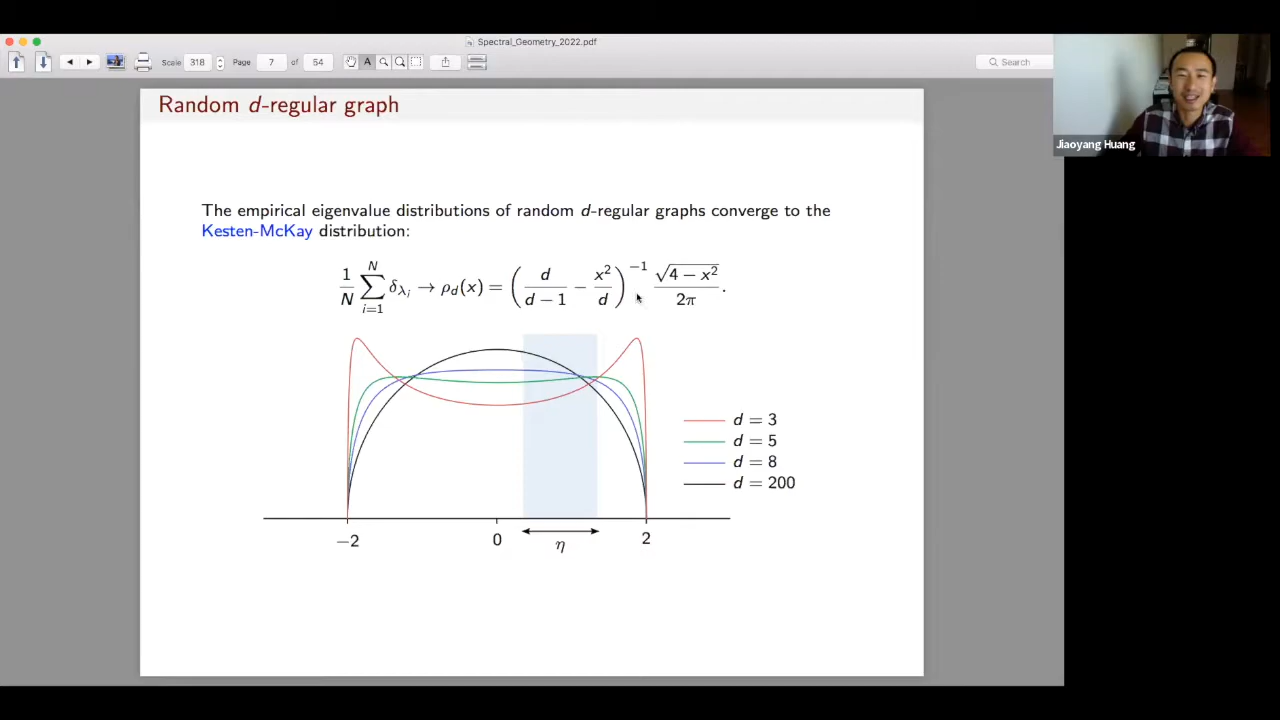 Spectral_Geometry_2022.pdf
Scale 318 Page 7 of 54 Search
Jiaoyang Huang
Random d-regular graph
The empirical eigenvalue distributions of random d-regular graphs converge to the
Kesten-McKay distribution:
1/N ∑_{i=1}^{N} δ_{λ_i} → ρ_d(x) = (d/(d − 1) − x²/d)^{−1} √(4 − x²)/(2π).
d = 3
d = 5
d = 8
d = 200
−2 0 2
η